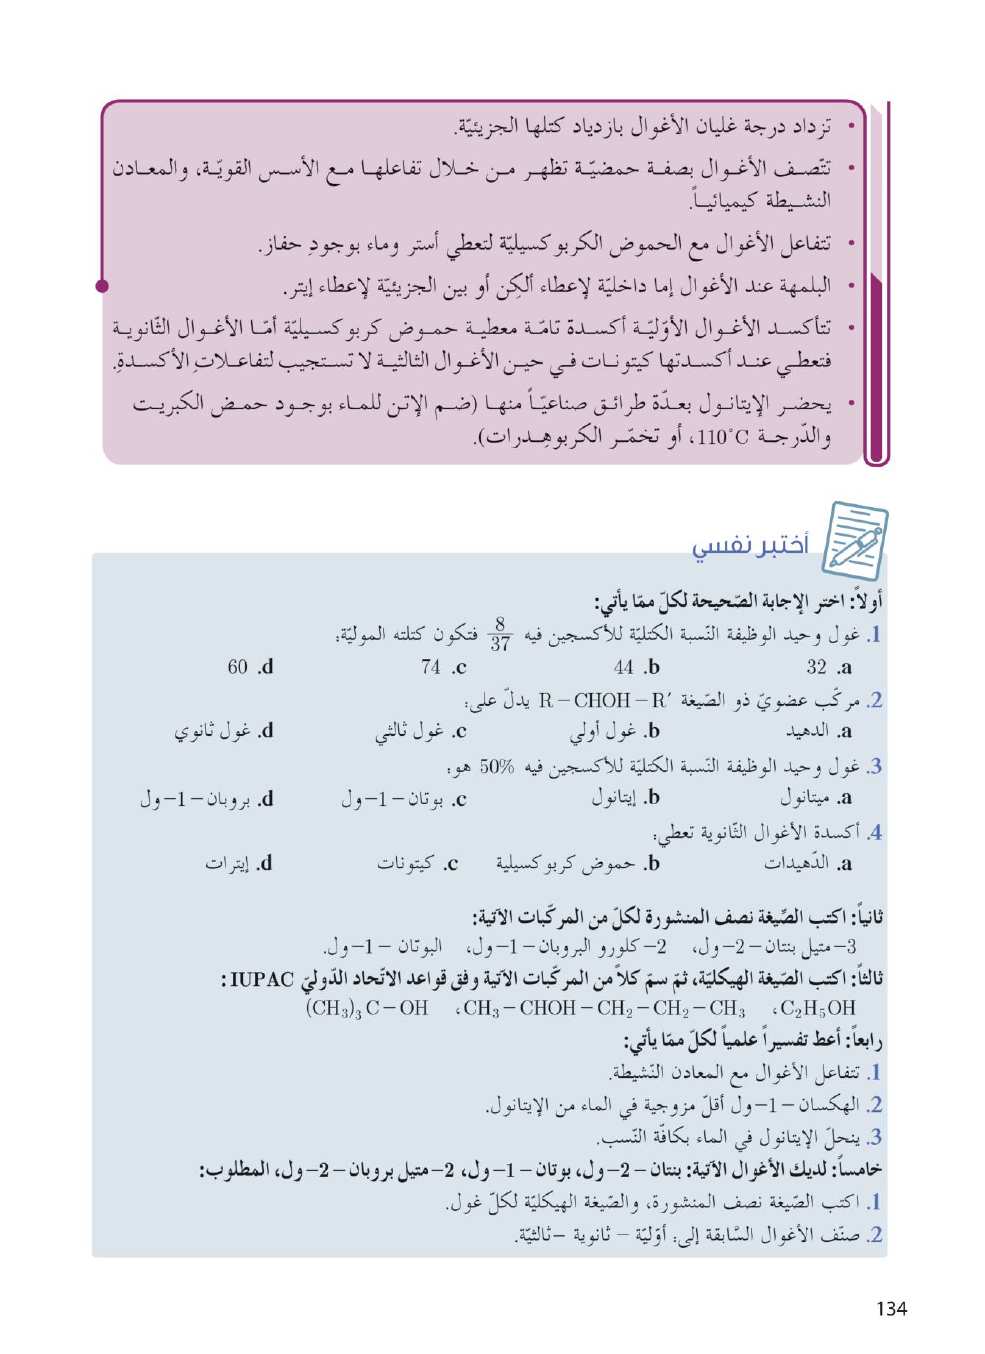 • تزداد درجة غليان الأغوال بازدياد كتلها الجزيئيّة.
• تتّصف الأغوال بصفة حمضيّة تظهر من خلال تفاعلها مع الأسس القويّة، والمعادن
النشيطة كيميائياً.
• تتفاعل الأغوال مع الحموض الكربوكسيليّة لتعطي أستر وماء بوجودِ حفاز.
• البلمهة عند الأغوال إما داخليّة لإعطاء ألكِن أو بين الجزيئيّة لإعطاء إيتر.
• تتأكسد الأغوال الأوّليّة أكسدة تامّة معطية حموض كربوكسيليّة أمّا الأغوال الثّانوية
فتعطي عند أكسدتها كيتونات في حين الأغوال الثالثية لا تستجيب لتفاعلاتِ الأكسدةِ.
• يحضر الإيتانول بعدّة طرائق صناعيّاً منها (ضم الإتن للماء بوجود حمض الكبريت
والدّرجة 110°C، أو تخمّر الكربوهِدرات).
أختبر نفسي
أولاً: اختر الإجابة الصّحيحة لكلّ ممّا يأتي:
1. غول وحيد الوظيفة النّسبة الكتليّة للأكسجين فيه 8/37 فتكون كتلته الموليّة:
a. 32 b. 44 c. 74 d. 60
2. مركّب عضويّ ذو الصّيغة R−CHOH−R′ يدلّ على:
a. الدهيد b. غول أولي c. غول ثالثي d. غول ثانوي
3. غول وحيد الوظيفة النّسبة الكتليّة للأكسجين فيه 50% هو:
a. ميتانول b. إيتانول c. بوتان−1−ول d. بروبان−1−ول
4. أكسدة الأغوال الثّانوية تعطي:
a. الدّهيدات b. حموض كربوكسيلية c. كيتونات d. إيترات
ثانياً: اكتب الصِّيغة نصف المنشورة لكلّ من المركّبات الآتية:
3−متيل بنتان−2−ول، 2−كلورو البروبان−1−ول، البوتان−1−ول.
ثالثاً: اكتب الصّيغة الهيكليّة، ثمّ سمّ كلاً من المركّبات الآتية وفق قواعد الاتّحاد الدّوليّ IUPAC :
C₂H₅OH، CH₃−CHOH−CH₂−CH₂−CH₃، (CH₃)₃C−OH
رابعاً: أعط تفسيراً علمياً لكلّ ممّا يأتي:
1. تتفاعل الأغوال مع المعادن النّشيطة.
2. الهكسان−1−ول أقلّ مزوجية في الماء من الإيتانول.
3. ينحلّ الإيتانول في الماء بكافّة النّسب.
خامساً: لديك الأغوال الآتية: بنتان−2−ول، بوتان−1−ول، 2−متيل بروبان−2−ول، المطلوب:
1. اكتب الصّيغة نصف المنشورة، والصّيغة الهيكليّة لكلّ غول.
2. صنّف الأغوال السَّابقة إلى: أوّليّة − ثانوية −ثالثيّة.
134